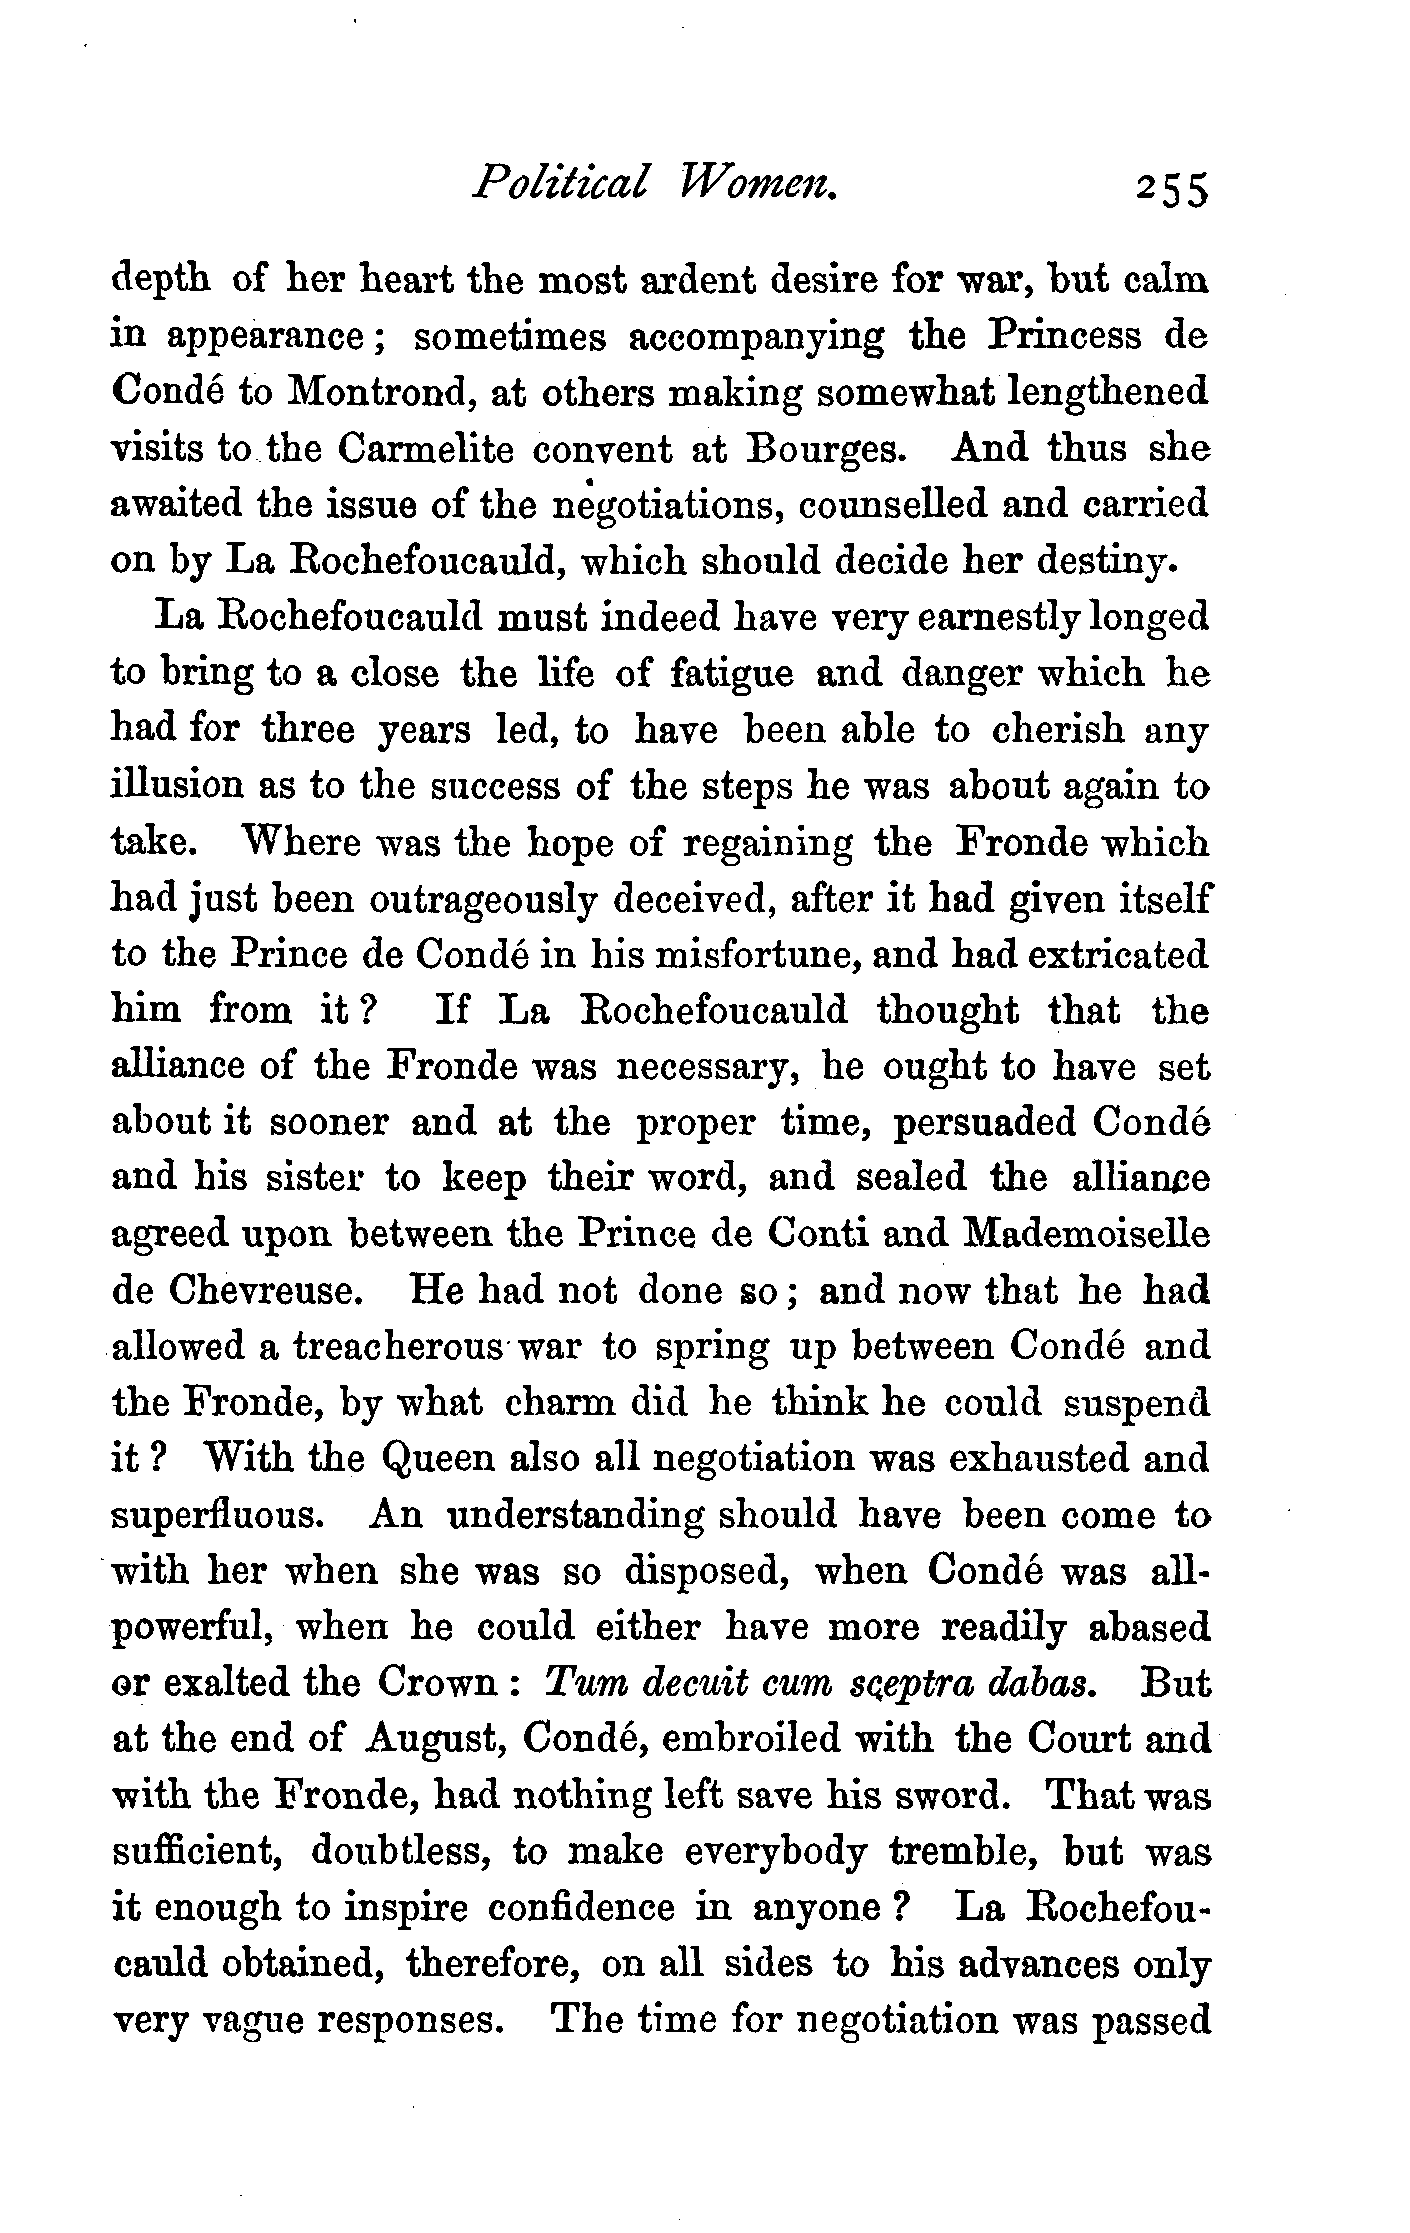 Political Women. 255
depth of her heart the most ardent desire for war, but calm
in appearance ; sometimes accompanying the Princess de
Condé to Montrond, at others making somewhat lengthened
visits to the Carmelite convent at Bourges. And thus she
awaited the issue of the negotiations, counselled and carried
on by La Rochefoucauld, which should decide her destiny.
La Rochefoucauld must indeed have very earnestly longed
to bring to a close the life of fatigue and danger which he
had for three years led, to have been able to cherish any
illusion as to the success of the steps he was about again to
take. Where was the hope of regaining the Fronde which
had just been outrageously deceived, after it had given itself
to the Prince de Condé in his misfortune, and had extricated
him from it ? If La Rochefoucauld thought that the
alliance of the Fronde was necessary, he ought to have set
about it sooner and at the proper time, persuaded Condé
and his sister to keep their word, and sealed the alliance
agreed upon between the Prince de Conti and Mademoiselle
de Chevreuse. He had not done so ; and now that he had
allowed a treacherous war to spring up between Condé and
the Fronde, by what charm did he think he could suspend
it ? With the Queen also all negotiation was exhausted and
superfluous. An understanding should have been come to
with her when she was so disposed, when Condé was all-
powerful, when he could either have more readily abased
or exalted the Crown : Tum decuit cum sceptra dabas. But
at the end of August, Condé, embroiled with the Court and
with the Fronde, had nothing left save his sword. That was
sufficient, doubtless, to make everybody tremble, but was
it enough to inspire confidence in anyone ? La Rochefou-
cauld obtained, therefore, on all sides to his advances only
very vague responses. The time for negotiation was passed